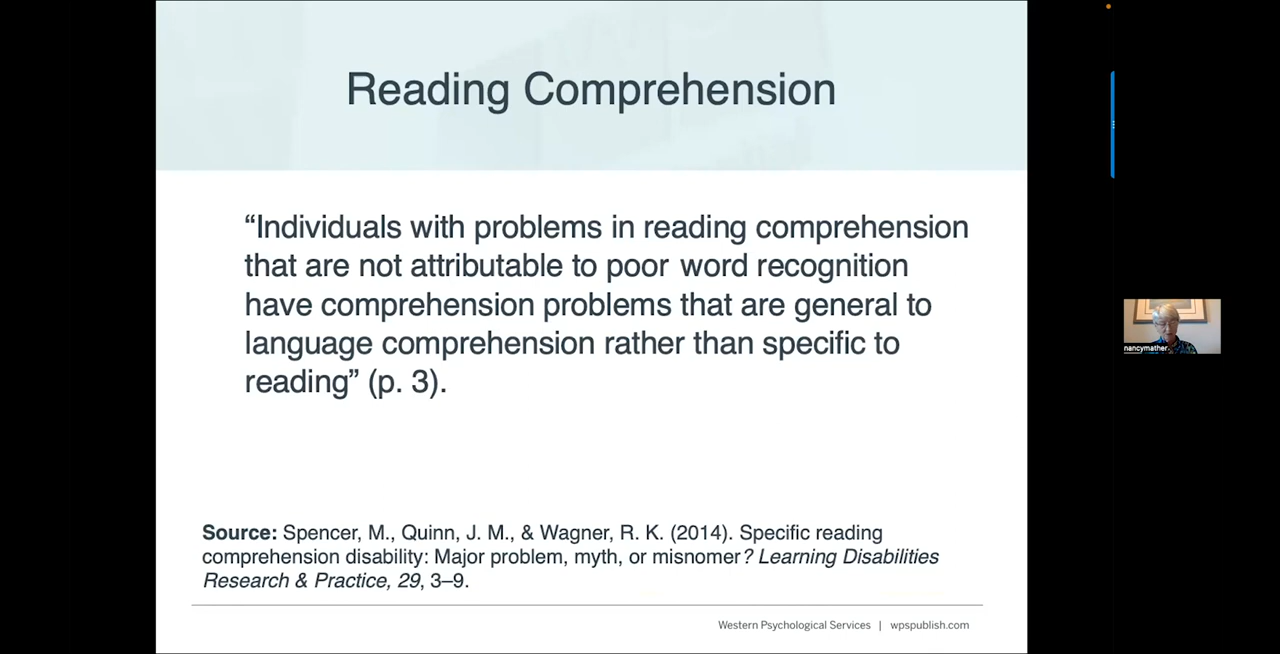 Reading Comprehension
“Individuals with problems in reading comprehension
that are not attributable to poor word recognition
have comprehension problems that are general to
language comprehension rather than specific to
reading” (p. 3).
Source: Spencer, M., Quinn, J. M., & Wagner, R. K. (2014). Specific reading
comprehension disability: Major problem, myth, or misnomer? Learning Disabilities
Research & Practice, 29, 3–9.
Western Psychological Services | wpspublish.com
nancymather